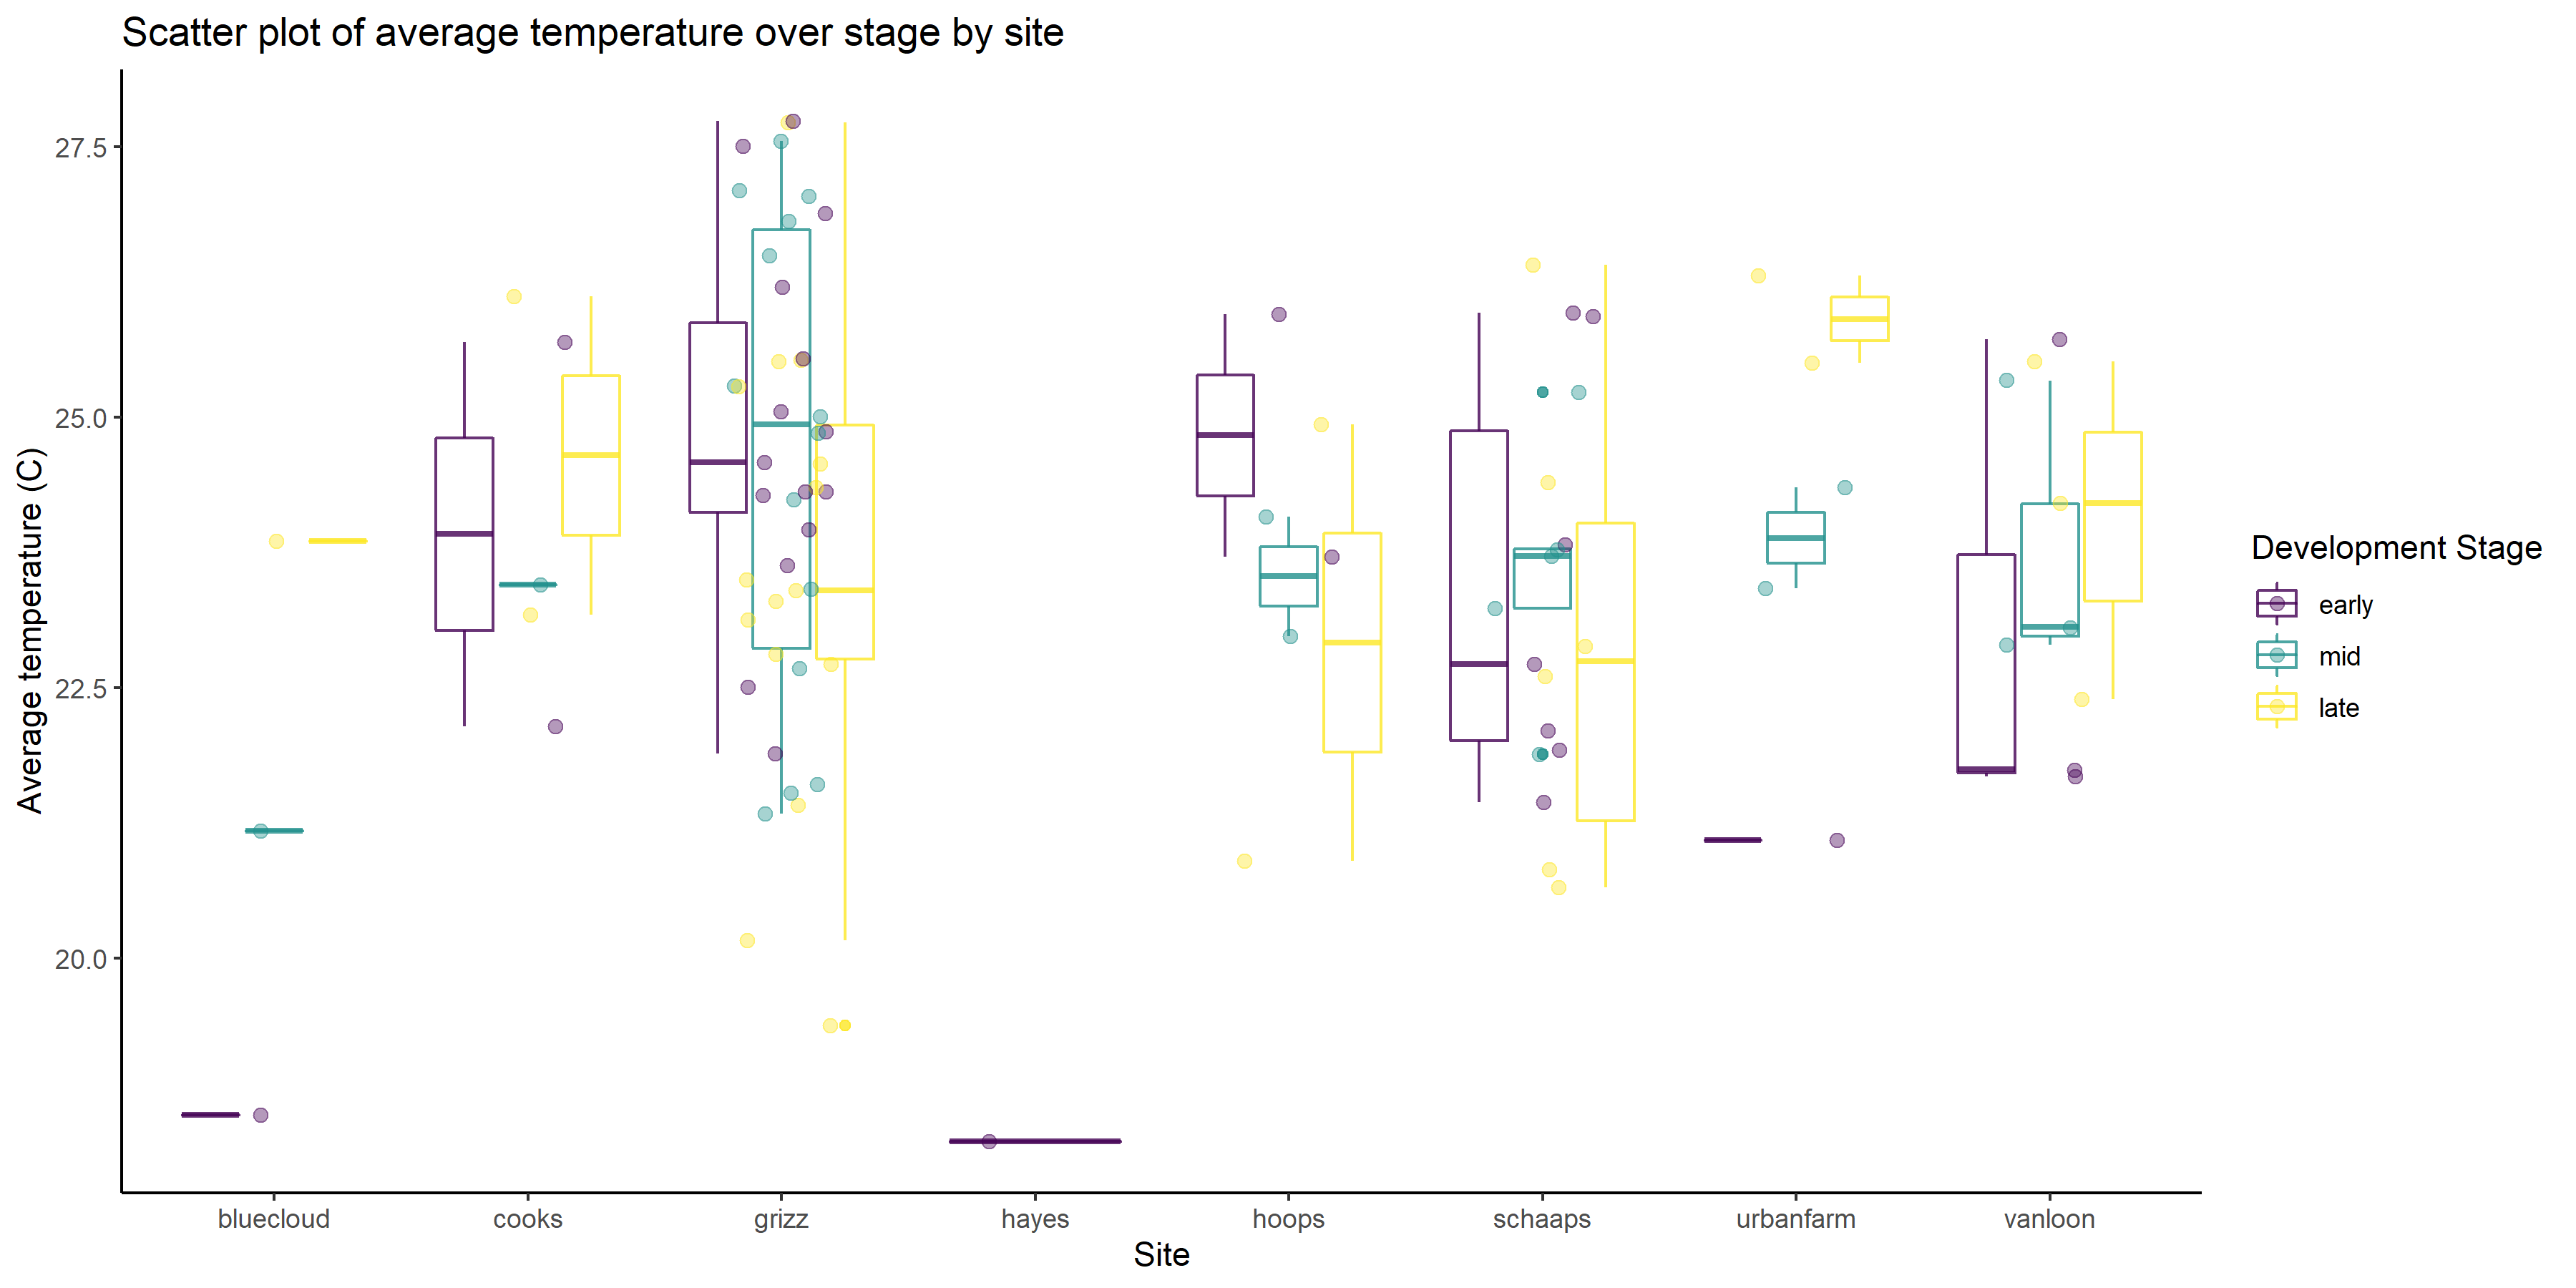 Scatter plot of average temperature over stage by site
Average temperature (C)
27.5
25.0
22.5
20.0
bluecloud
cooks
grizz
hayes
hoops
schaaps
urbanfarm
vanloon
Site
Development Stage
early
mid
late